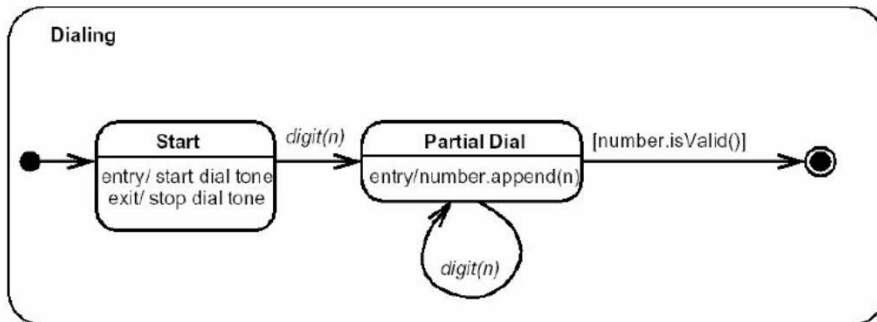 Dialing
Start
entry/ start dial tone
exit/ stop dial tone
digit(n)
Partial Dial
entry/number.append(n)
digit(n)
[number.isValid()]